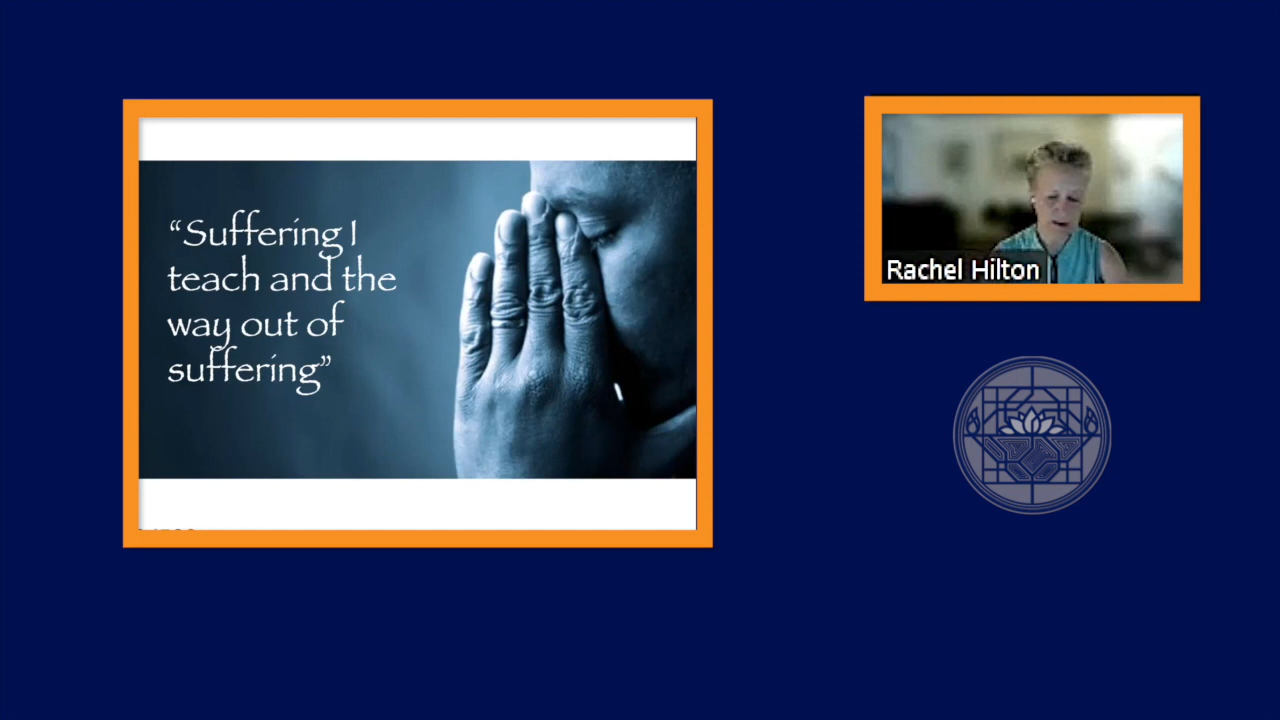 “Suffering I
teach and the
way out of
suffering”
Rachel Hilton